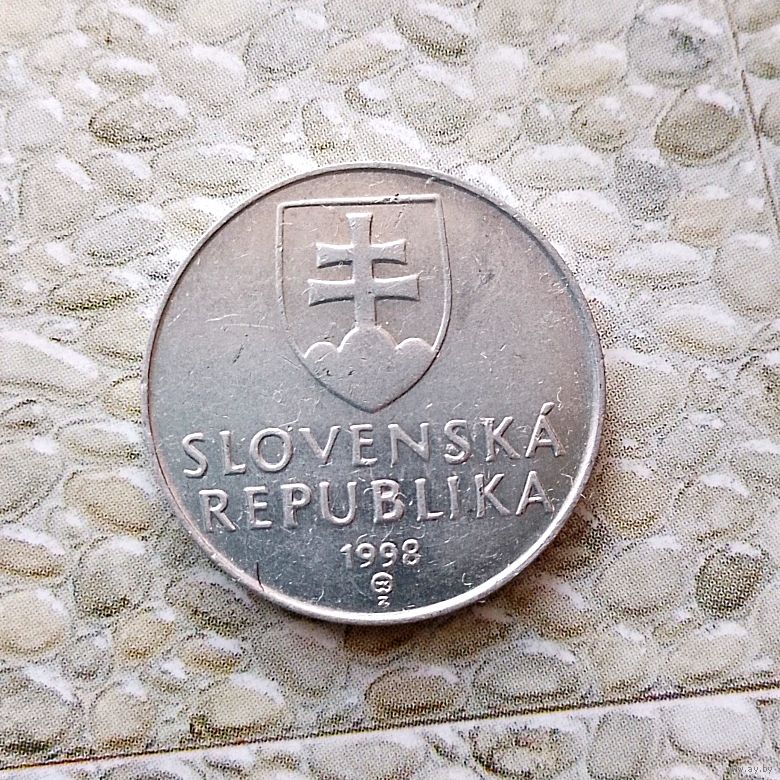 SLOVENSKÁ
REPUBLIKA
1998
Z